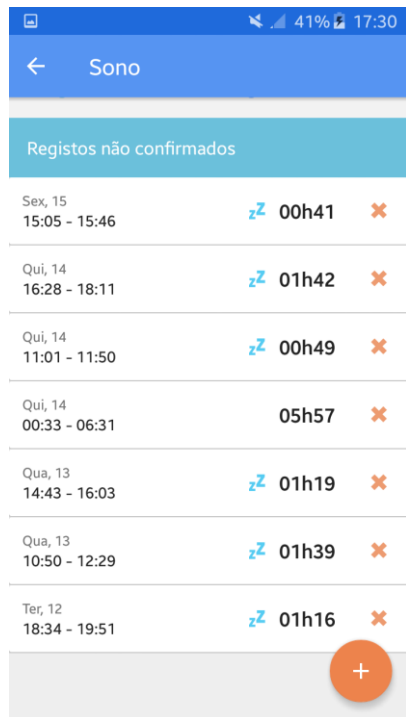 41% 17:30
Sono
Registos não confirmados
Sex, 15
15:05 - 15:46
zZ 00h41
Qui, 14
16:28 - 18:11
zZ 01h42
Qui, 14
11:01 - 11:50
zZ 00h49
Qui, 14
00:33 - 06:31
05h57
Qua, 13
14:43 - 16:03
zZ 01h19
Qua, 13
10:50 - 12:29
zZ 01h39
Ter, 12
18:34 - 19:51
zZ 01h16
+